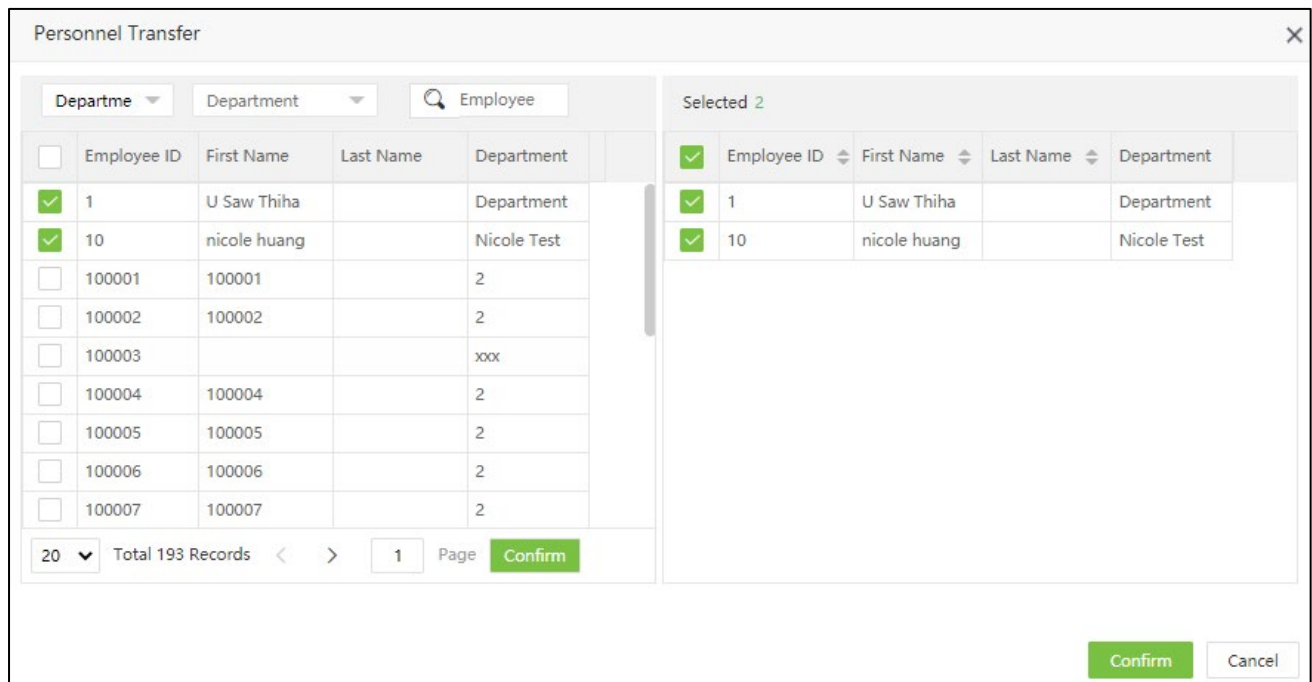 Personnel Transfer
Departme Department Employee
Employee ID First Name Last Name Department
1 U Saw Thiha Department
10 nicole huang Nicole Test
100001 100001 2
100002 100002 2
100003 xxx
100004 100004 2
100005 100005 2
100006 100006 2
100007 100007 2
20 Total 193 Records < > 1 Page Confirm
Selected 2
Employee ID First Name Last Name Department
1 U Saw Thiha Department
10 nicole huang Nicole Test
Confirm Cancel